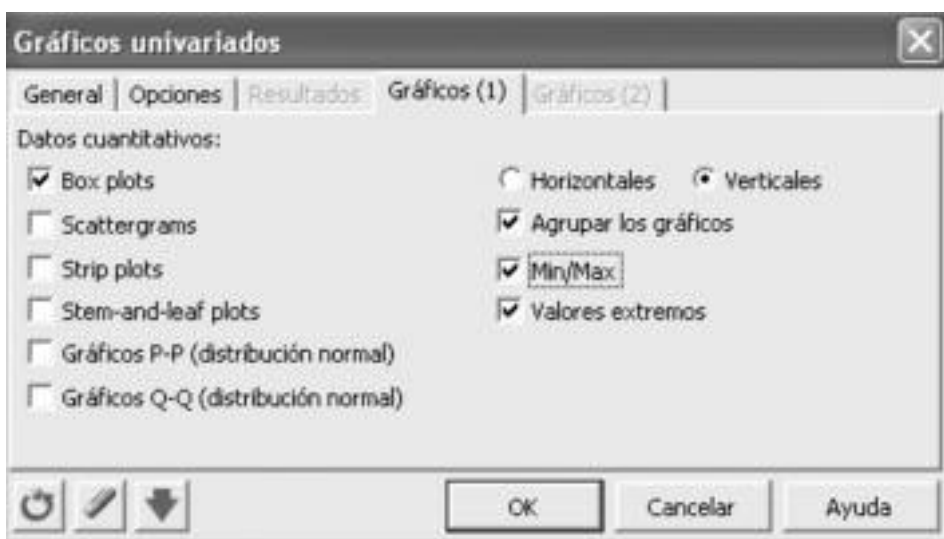 Gráficos univariados
General Opciones Resultados Gráficos (1) Gráficos (2)
Datos cuantitativos:
Box plots
Scattergrams
Strip plots
Stem-and-leaf plots
Gráficos P-P (distribución normal)
Gráficos Q-Q (distribución normal)
Horizontales Verticales
Agrupar los gráficos
Min/Max
Valores extremos
OK Cancelar Ayuda